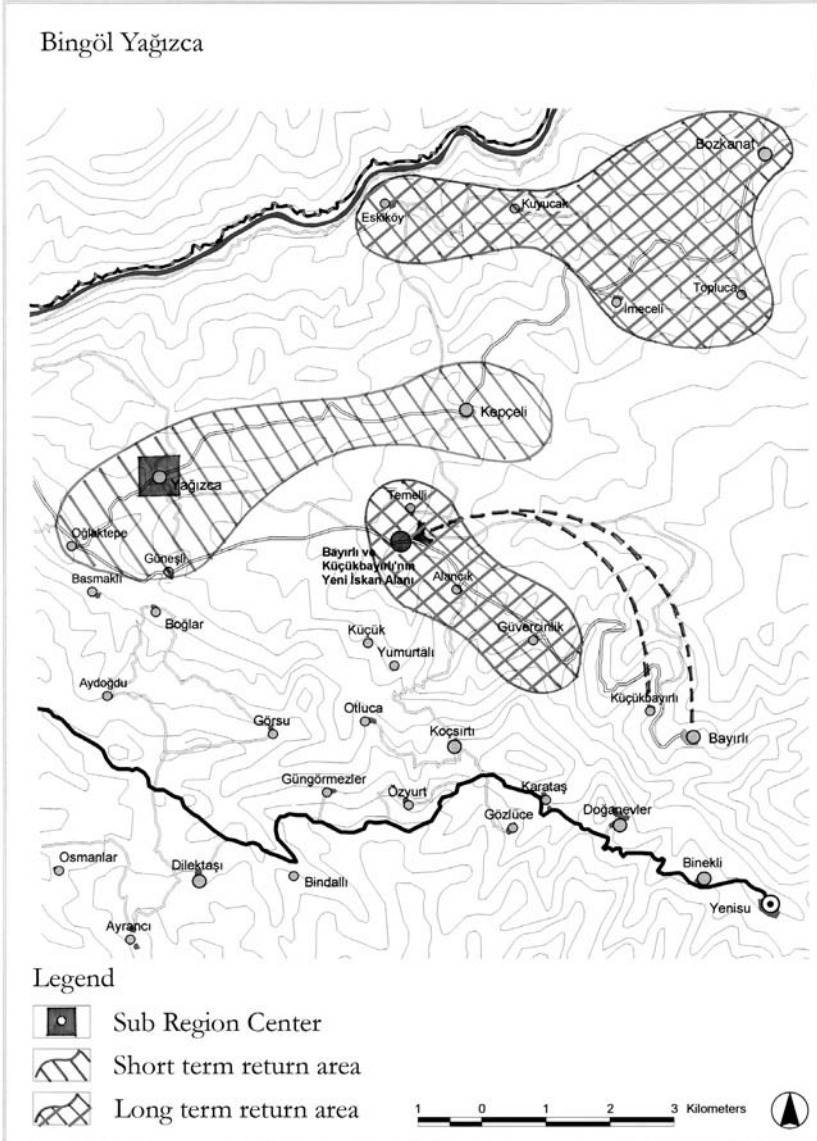 Bingöl Yağızca
Bozkanat
Eskiköy
Kuyucak
Topluca
İmeceli
Kepçeli
Yağızca
Temelli
Oğlaktepe
Güneşli
Bayırlı ve
Küçükbayırlı'nın
Yeni İskan Alanı
Basmaklı
Alancık
Boğlar
Güvercinlik
Küçük
Yumurtalı
Aydoğdu
Küçükbayırlı
Otluca
Görsu
Koçsırtı
Bayırlı
Güngörmezler
Özyurt
Karataş
Gözlüce
Doğanevler
Osmanlar
Dilektaşı
Bindallı
Binekli
Yenisu
Ayrancı
Legend
Sub Region Center
Short term return area
Long term return area
1 0 1 2 3 Kilometers